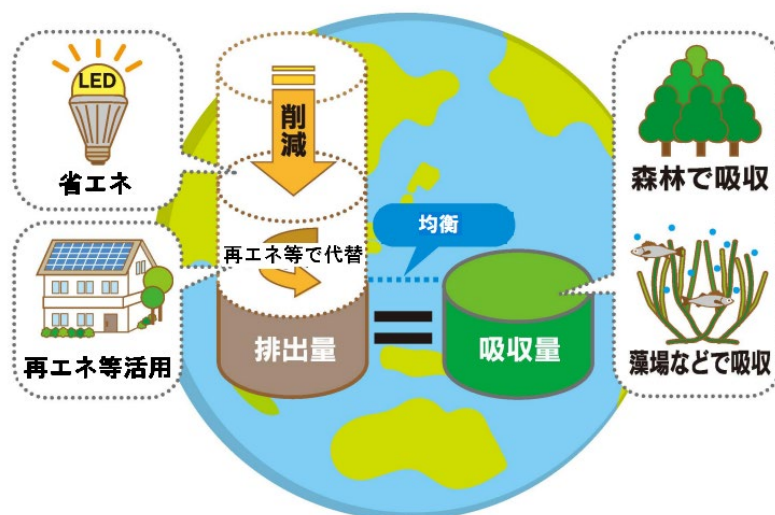 LED
省エネ
再エネ等活用
削減
再エネ等で代替
排出量
均衡
吸収量
森林で吸収
藻場などで吸収